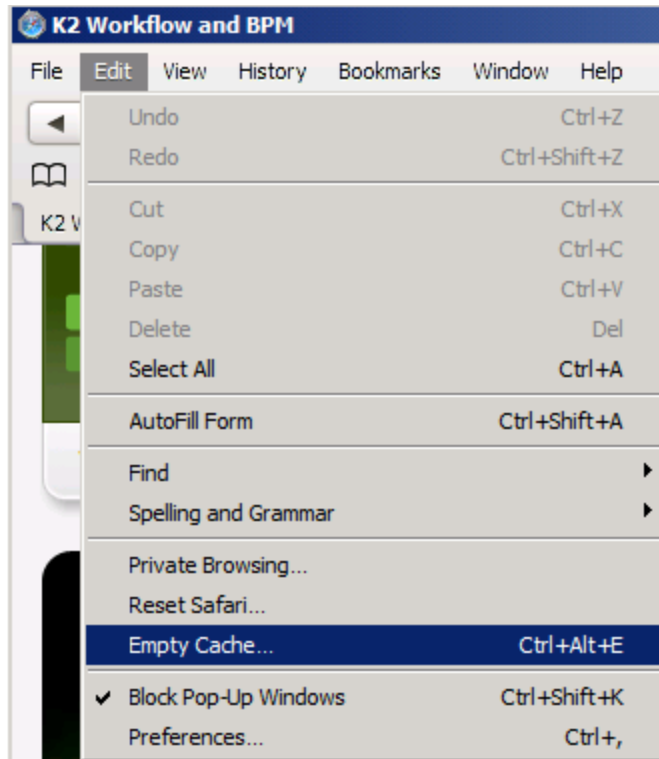 K2 Workflow and BPM
File Edit View History Bookmarks Window Help
Undo Ctrl+Z
Redo Ctrl+Shift+Z
K2 W
Cut Ctrl+X
Copy Ctrl+C
Paste Ctrl+V
Delete Del
Select All Ctrl+A
AutoFill Form Ctrl+Shift+A
Find
Spelling and Grammar
Private Browsing...
Reset Safari...
Empty Cache... Ctrl+Alt+E
Block Pop-Up Windows Ctrl+Shift+K
Preferences... Ctrl+,